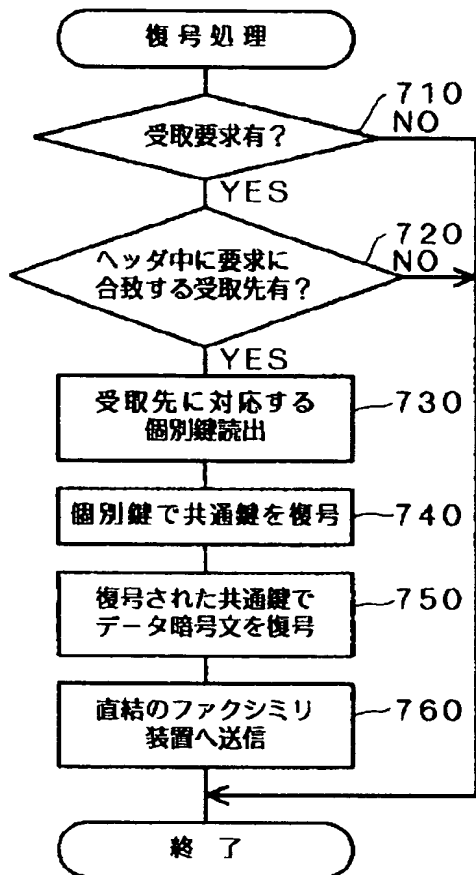 復号処理
710
受取要求有?
NO
YES
720
ヘッダ中に要求に
合致する受取先有?
NO
YES
受取先に対応する
個別鍵読出
730
個別鍵で共通鍵を復号
740
復号された共通鍵で
データ暗号文を復号
750
直結のファクシミリ
装置へ送信
760
終了